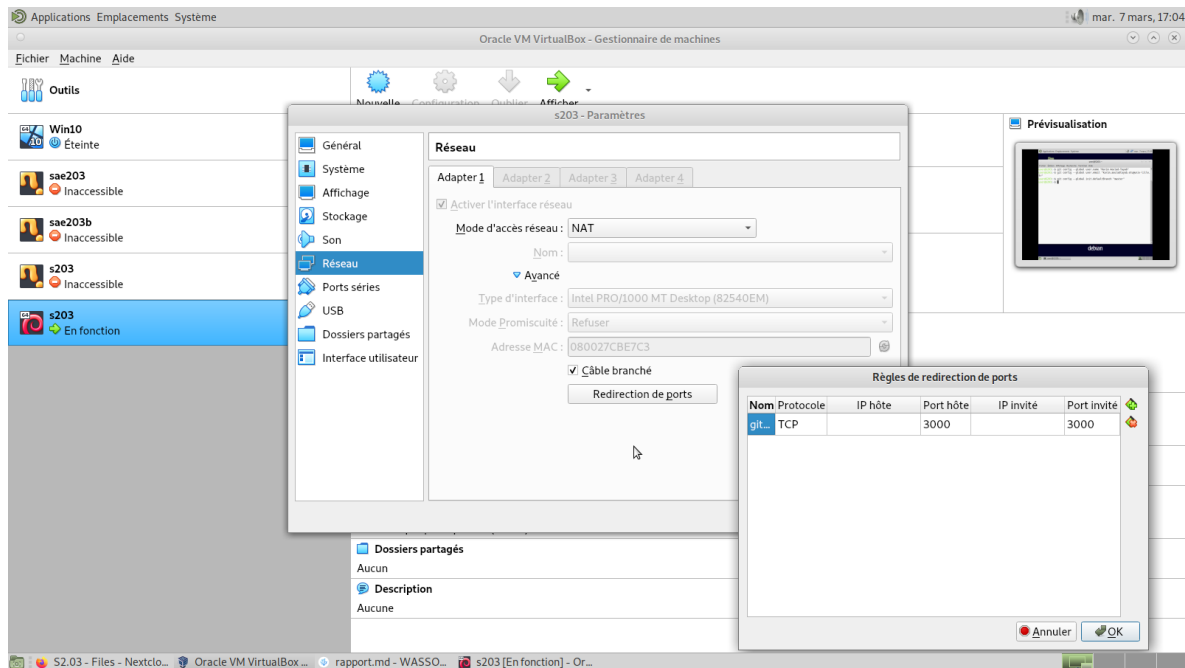 Applications Emplacements Système
mar. 7 mars, 17:04
Oracle VM VirtualBox - Gestionnaire de machines
Fichier Machine Aide
Outils
Nouvelle Configuration Oublier Afficher
Win10
Éteinte
sae203
Inaccessible
sae203b
Inaccessible
s203
Inaccessible
s203
En fonction
Prévisualisation
debian
s203 - Paramètres
Général
Système
Affichage
Stockage
Son
Réseau
Ports séries
USB
Dossiers partagés
Interface utilisateur
Réseau
Adapter 1 Adapter 2 Adapter 3 Adapter 4
Activer l'interface réseau
Mode d'accès réseau : NAT
Nom :
Avancé
Type d'interface : Intel PRO/1000 MT Desktop (82540EM)
Mode Promiscuité : Refuser
Adresse MAC : 080027CBE7C3
Câble branché
Redirection de ports
Règles de redirection de ports
Nom Protocole IP hôte Port hôte IP invité Port invité
git... TCP 3000 3000
Annuler OK
Dossiers partagés
Aucun
Description
Aucune
S2.03 - Files - Nextclo... Oracle VM VirtualBox ... rapport.md - WASSO... s203 [En fonction] - Or...